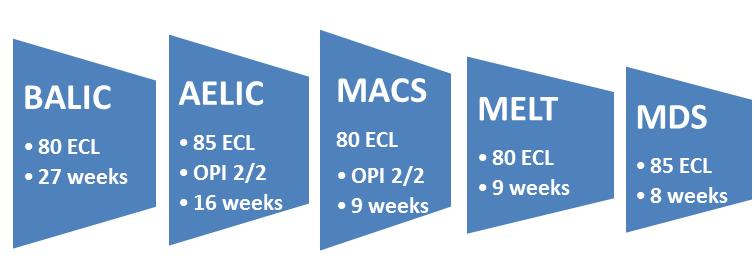 BALIC
• 80 ECL
• 27 weeks
AELIC
• 85 ECL
• OPI 2/2
• 16 weeks
MACS
80 ECL
• OPI 2/2
• 9 weeks
MELT
• 80 ECL
• 9 weeks
MDS
• 85 ECL
• 8 weeks